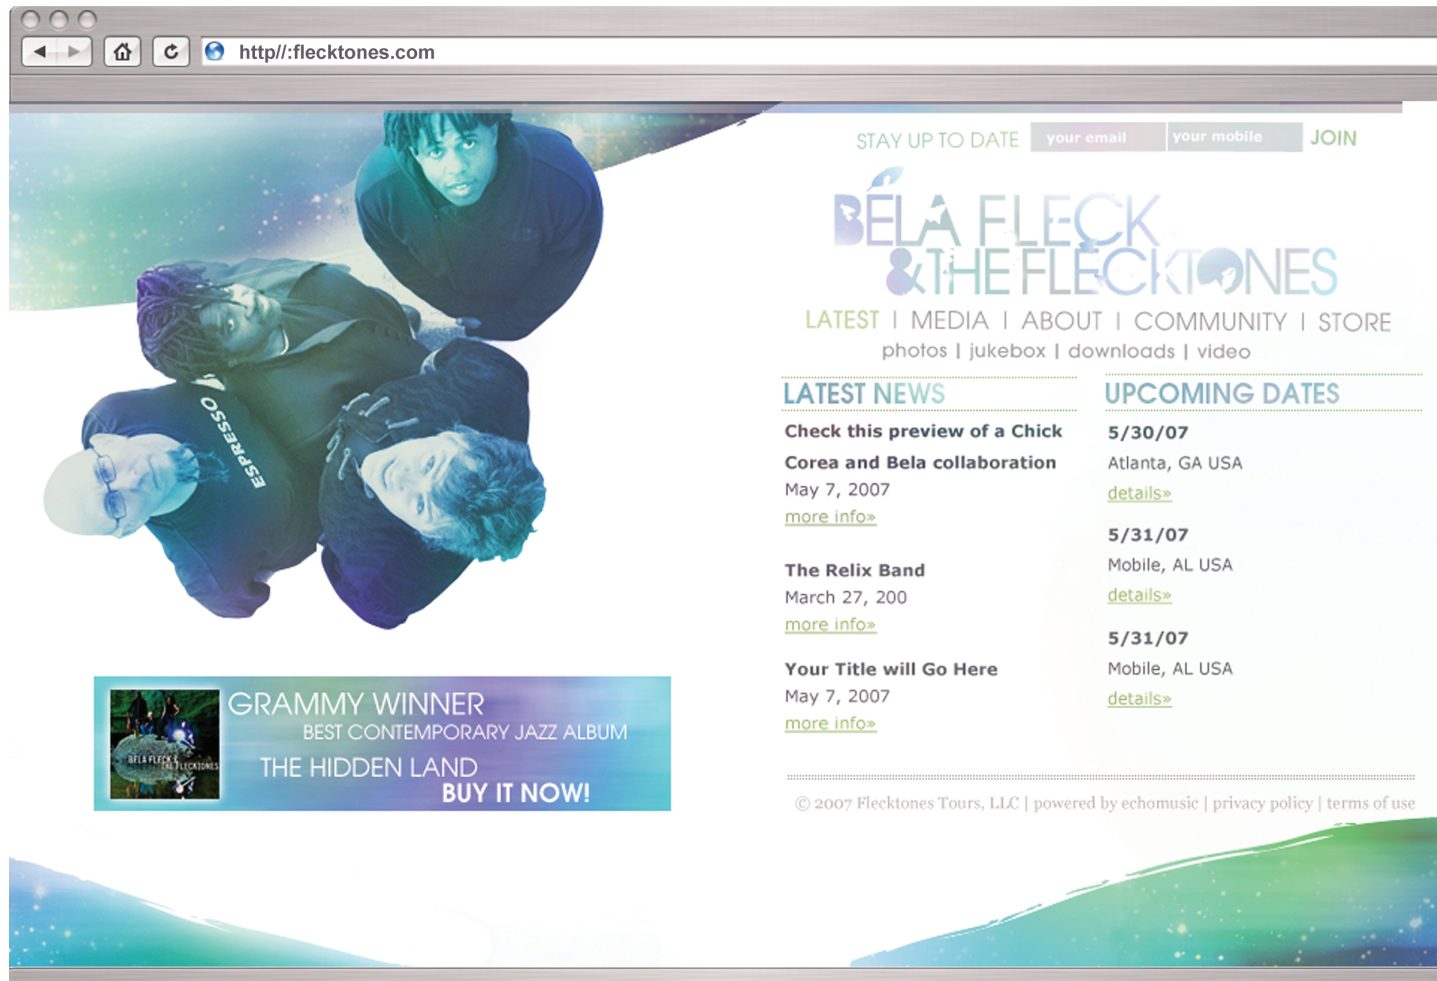 http//:flecktones.com
STAY UP TO DATE your email your mobile JOIN
BÉLA FLECK
& THE FLECKTONES
LATEST | MEDIA | ABOUT | COMMUNITY | STORE
photos | jukebox | downloads | video
ESPRESSO
LATEST NEWS
Check this preview of a Chick
Corea and Bela collaboration
May 7, 2007
more info»
The Relix Band
March 27, 200
more info»
Your Title will Go Here
May 7, 2007
more info»
UPCOMING DATES
5/30/07
Atlanta, GA USA
details»
5/31/07
Mobile, AL USA
details»
5/31/07
Mobile, AL USA
details»
GRAMMY WINNER
BEST CONTEMPORARY JAZZ ALBUM
THE HIDDEN LAND
BUY IT NOW!
BÉLA FLECK &
THE FLECKTONES
© 2007 Flecktones Tours, LLC | powered by echomusic | privacy policy | terms of use